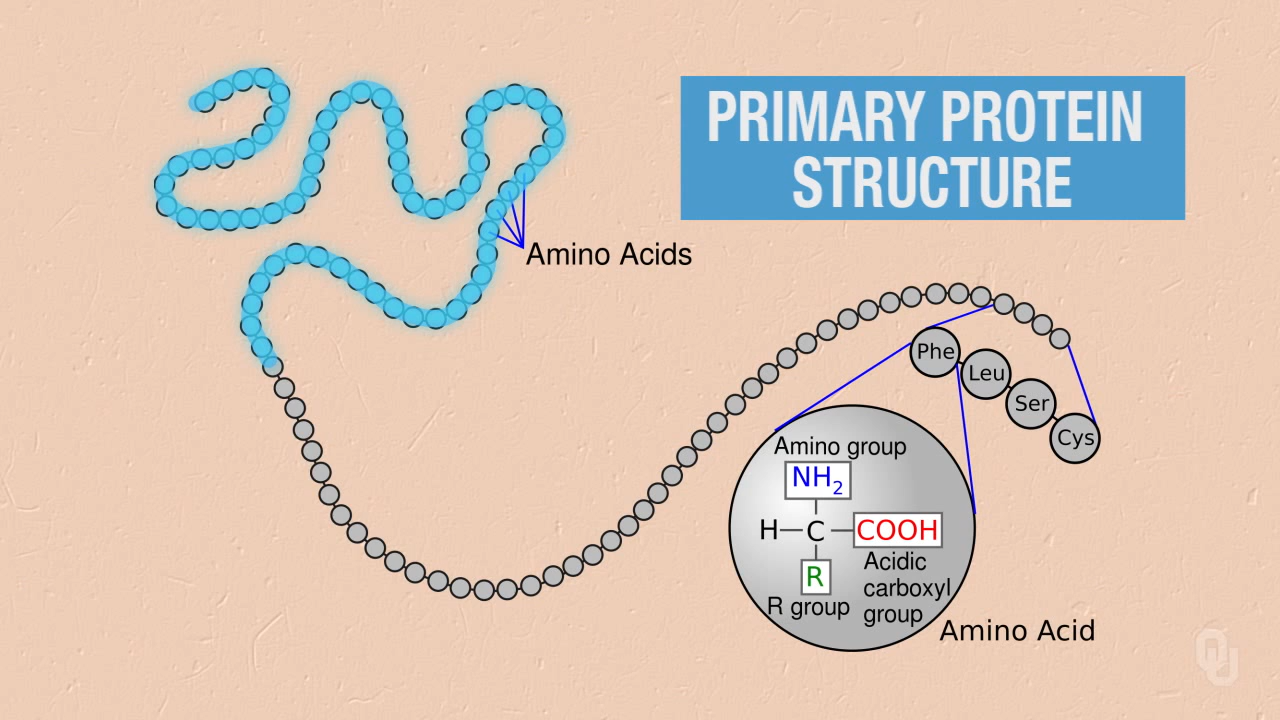 PRIMARY PROTEIN
STRUCTURE
Amino Acids
Phe
Leu
Ser
Cys
Amino group
NH₂
H C COOH
R
Acidic
carboxyl
group
R group
Amino Acid
OU